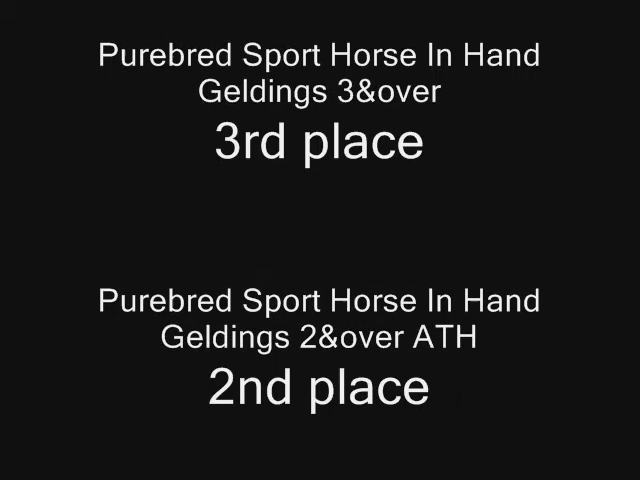 Purebred Sport Horse In Hand
Geldings 3&over
3rd place
Purebred Sport Horse In Hand
Geldings 2&over ATH
2nd place